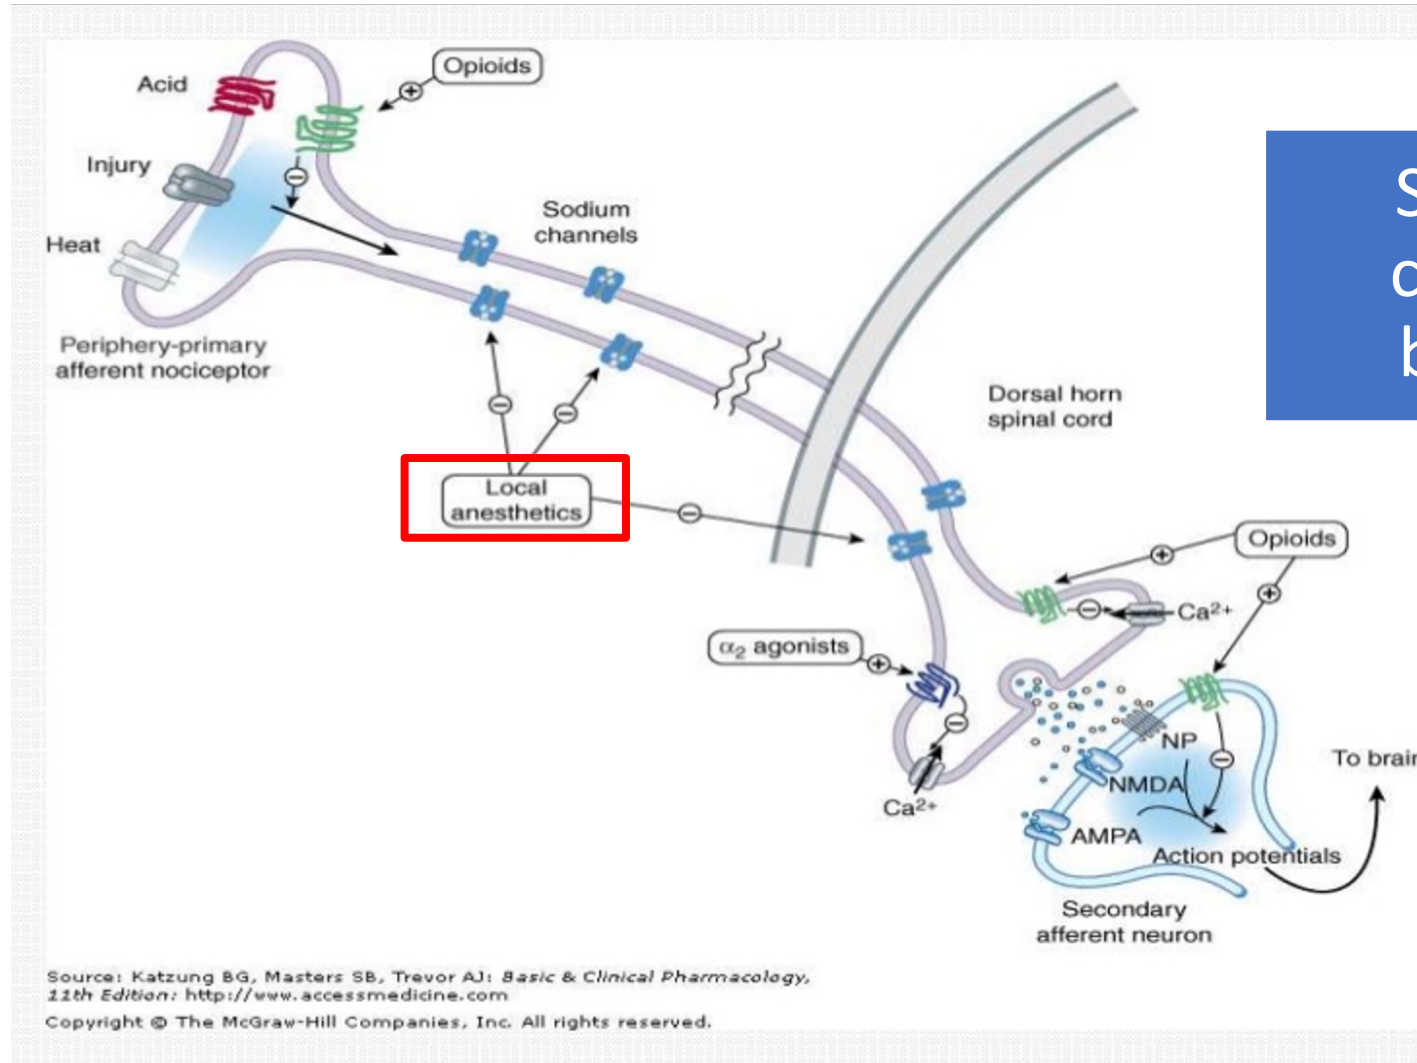 Acid
Opioids
Injury
Heat
Sodium
channels
Periphery-primary
afferent nociceptor
Dorsal horn
spinal cord
Local
anesthetics
Opioids
Ca²⁺
α₂ agonists
NP
NMDA
To brain
Ca²⁺
AMPA
Action potentials
Secondary
afferent neuron
Source: Katzung BG, Masters SB, Trevor AJ: Basic & Clinical Pharmacology,
11th Edition: http://www.accessmedicine.com
Copyright © The McGraw-Hill Companies, Inc. All rights reserved.